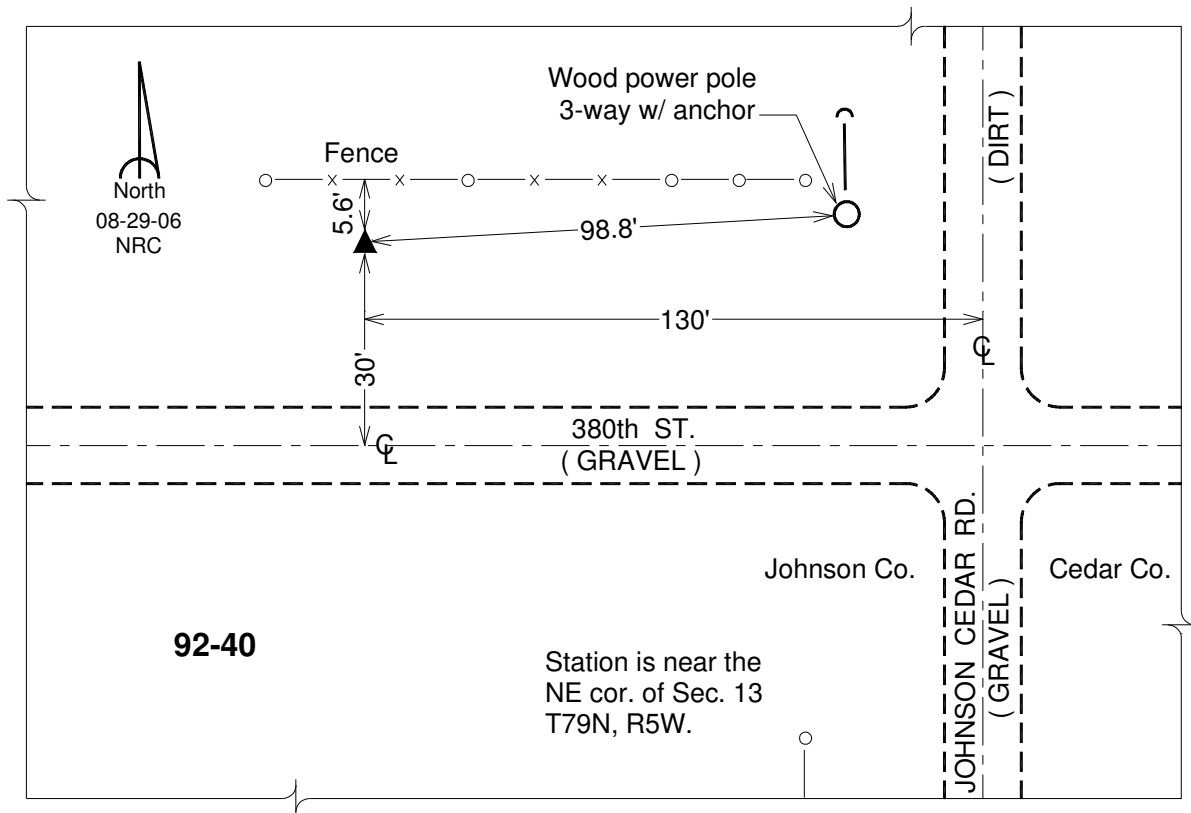 Wood power pole
3-way w/ anchor
( DIRT )
Fence
North
08-29-06
NRC
5.6'
98.8'
130'
CL
30'
380th ST.
CL
( GRAVEL )
JOHNSON CEDAR RD.
( GRAVEL )
Johnson Co.
Cedar Co.
92-40
Station is near the
NE cor. of Sec. 13
T79N, R5W.